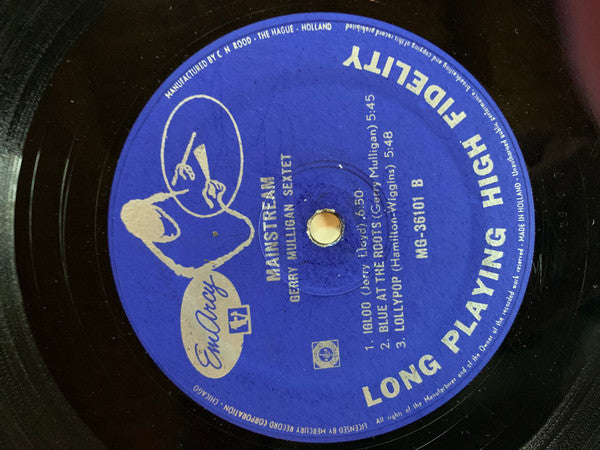 EmArcy
MAINSTREAM
GERRY MULLIGAN SEXTET
1. IGLOO (Jerry Lloyd) 6:50
2. BLUE AT THE ROOTS (Gerry Mulligan) 5:45
3. LOLLYPOP (Hamilton-Wiggins) 5:48
MG-36101 B
LONG PLAYING HIGH FIDELITY
MANUFACTURED BY C N ROOD - THE HAGUE - HOLLAND
LICENSED BY MERCURY RECORD CORPORATION - CHICAGO
All rights of the Manufacturer and of the Owner of the recorded work reserved - MADE IN HOLLAND - Unauthorised public performance, broadcasting and copying of this record prohibited